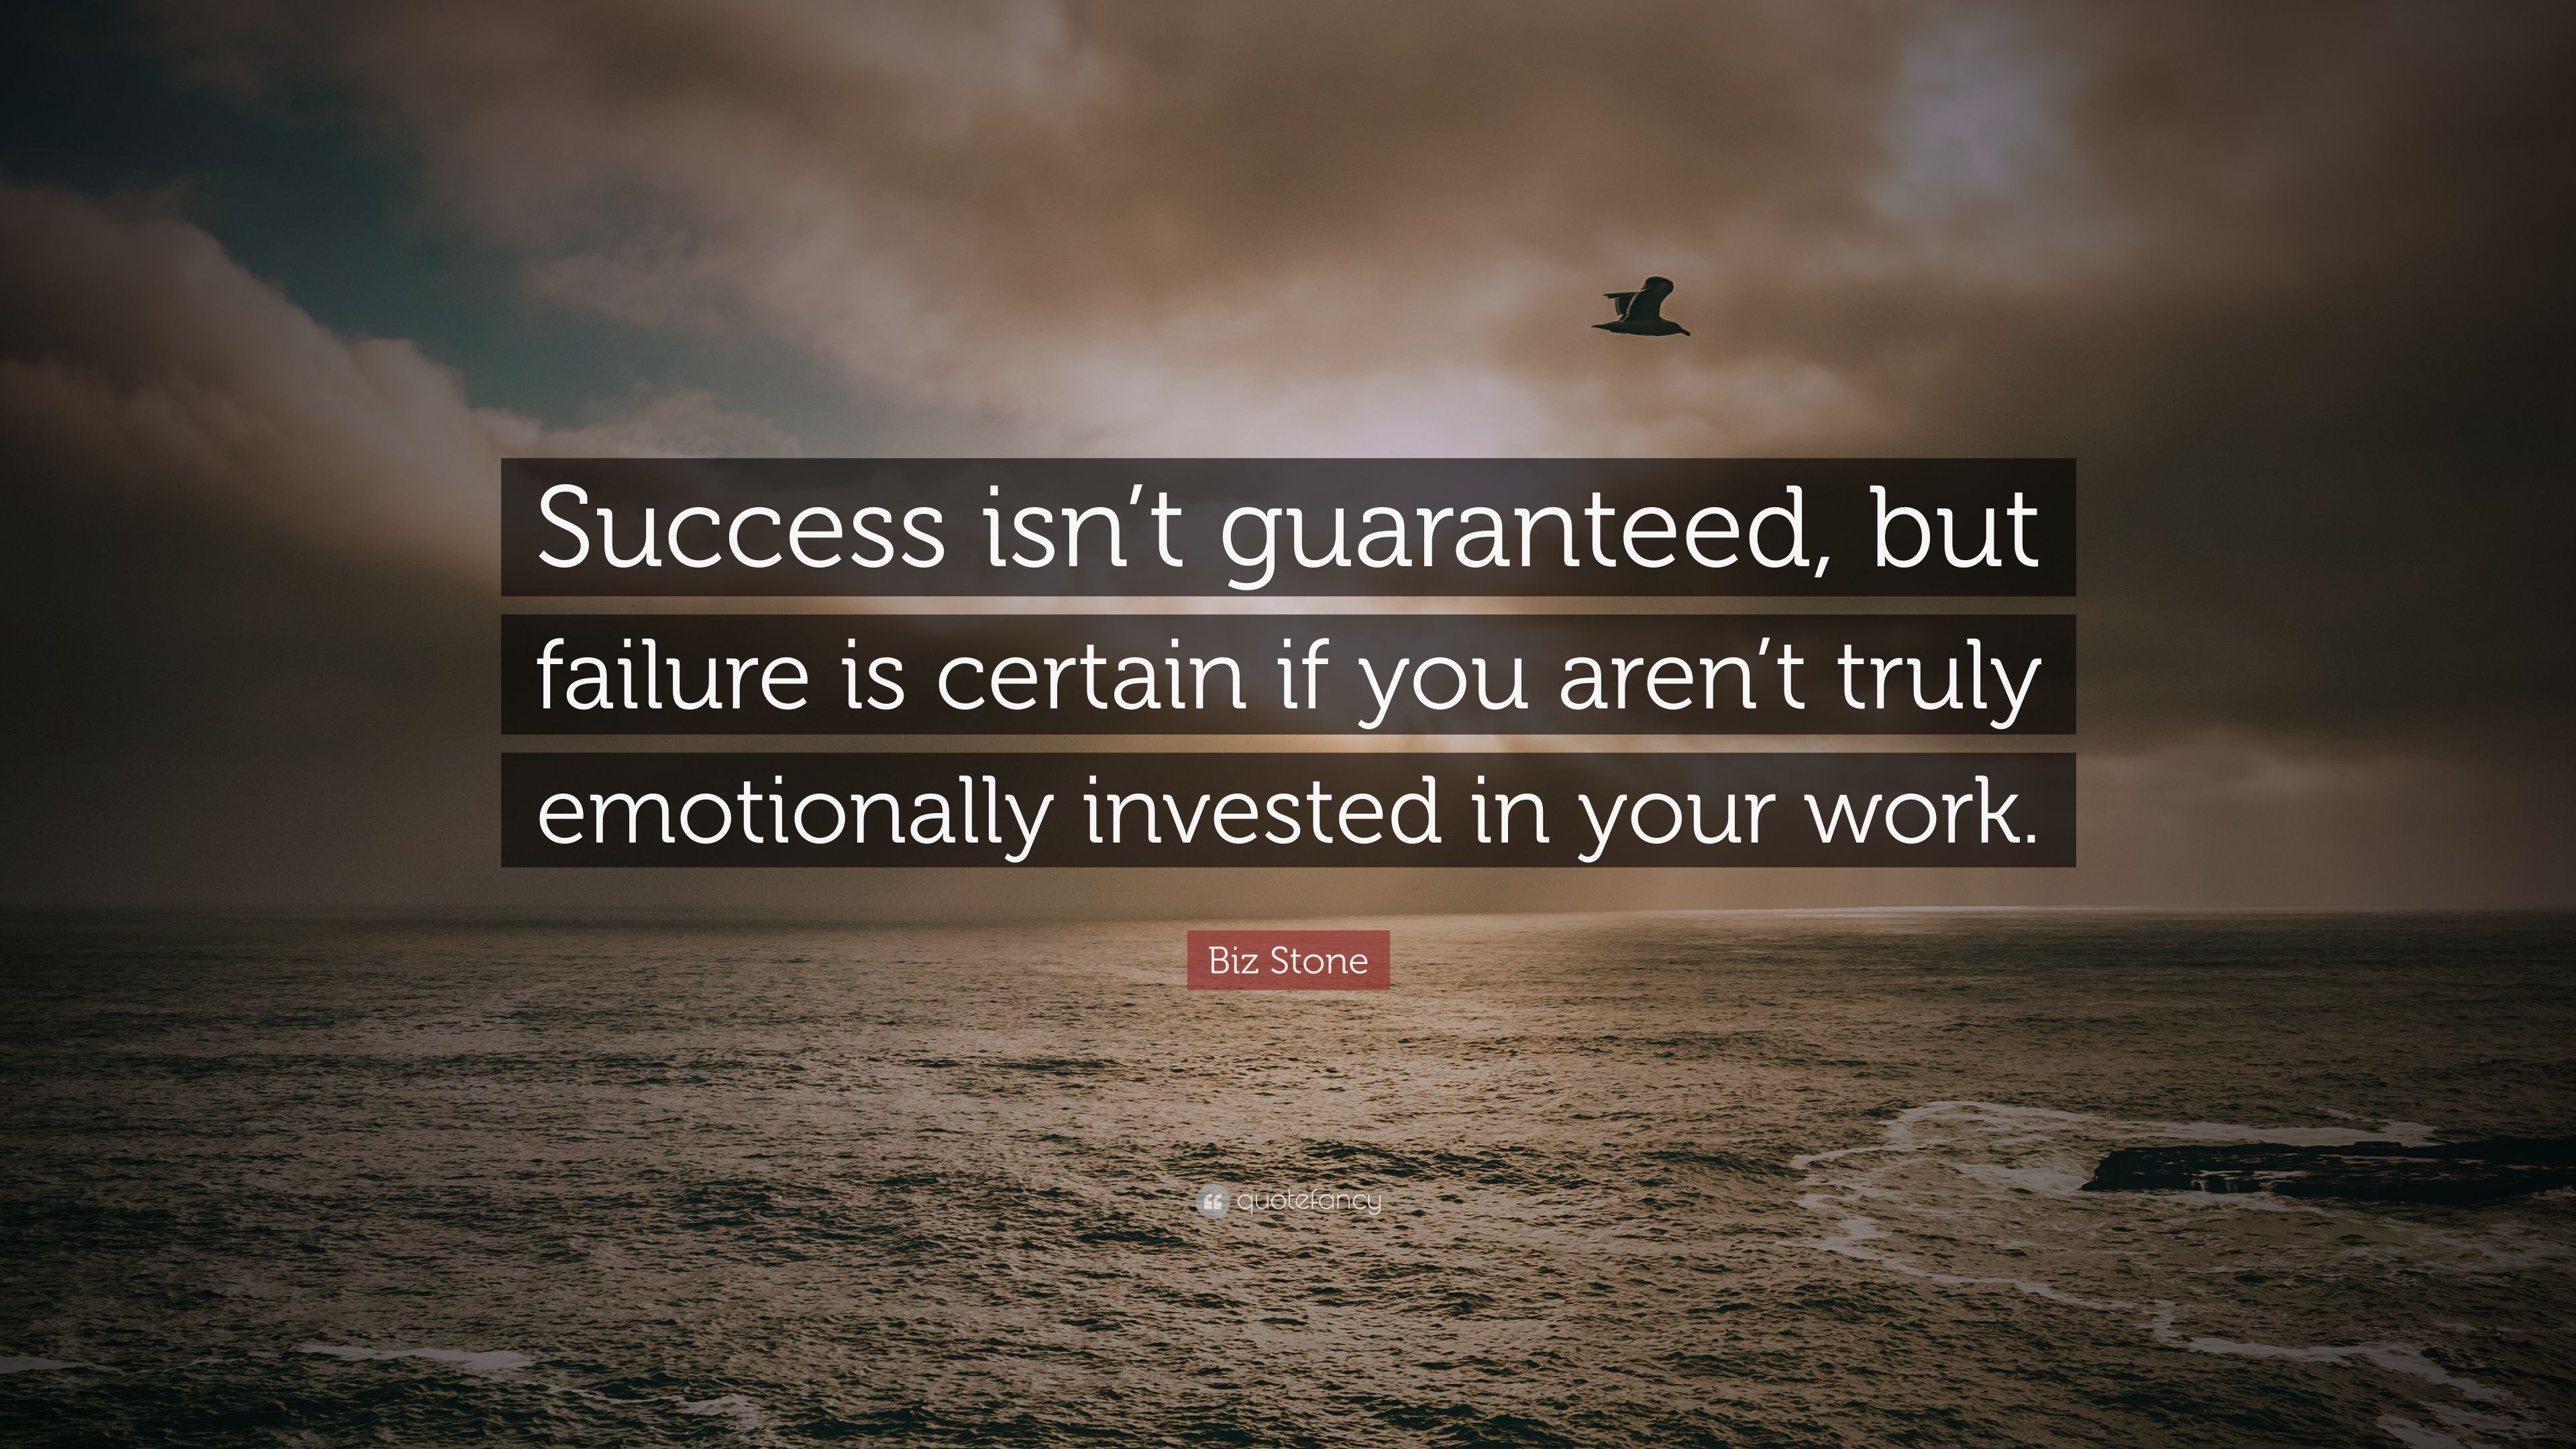 Success isn’t guaranteed, but
failure is certain if you aren’t truly
emotionally invested in your work.
Biz Stone
quotefancy